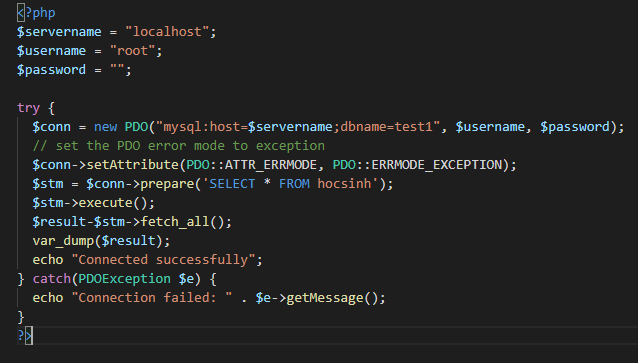 <?php
$servername = "localhost";
$username = "root";
$password = "";
try {
$conn = new PDO("mysql:host=$servername;dbname=test1", $username, $password);
// set the PDO error mode to exception
$conn->setAttribute(PDO::ATTR_ERRMODE, PDO::ERRMODE_EXCEPTION);
$stm = $conn->prepare('SELECT * FROM hocsinh');
$stm->execute();
$result-$stm->fetch_all();
var_dump($result);
echo "Connected successfully";
} catch(PDOException $e) {
echo "Connection failed: " . $e->getMessage();
}
?>